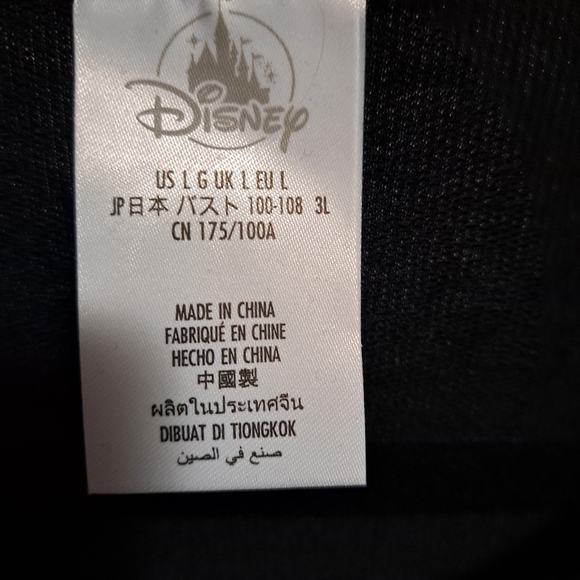 Disney
US L G UK L EU L
JP日本 バスト 100-108 3L
CN 175/100A
MADE IN CHINA
FABRIQUÉ EN CHINE
HECHO EN CHINA
中國製
ผลิตในประเทศจีน
DIBUAT DI TIONGKOK
صنع في الصين